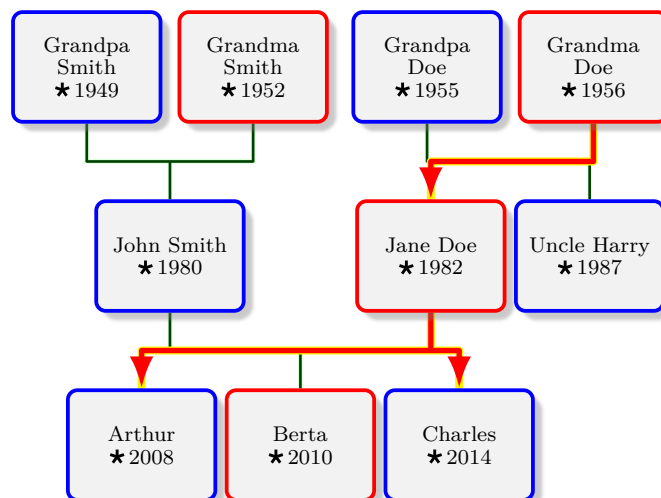 Grandpa
Smith
★ 1949
Grandma
Smith
★ 1952
Grandpa
Doe
★ 1955
Grandma
Doe
★ 1956
John Smith
★ 1980
Jane Doe
★ 1982
Uncle Harry
★ 1987
Arthur
★ 2008
Berta
★ 2010
Charles
★ 2014